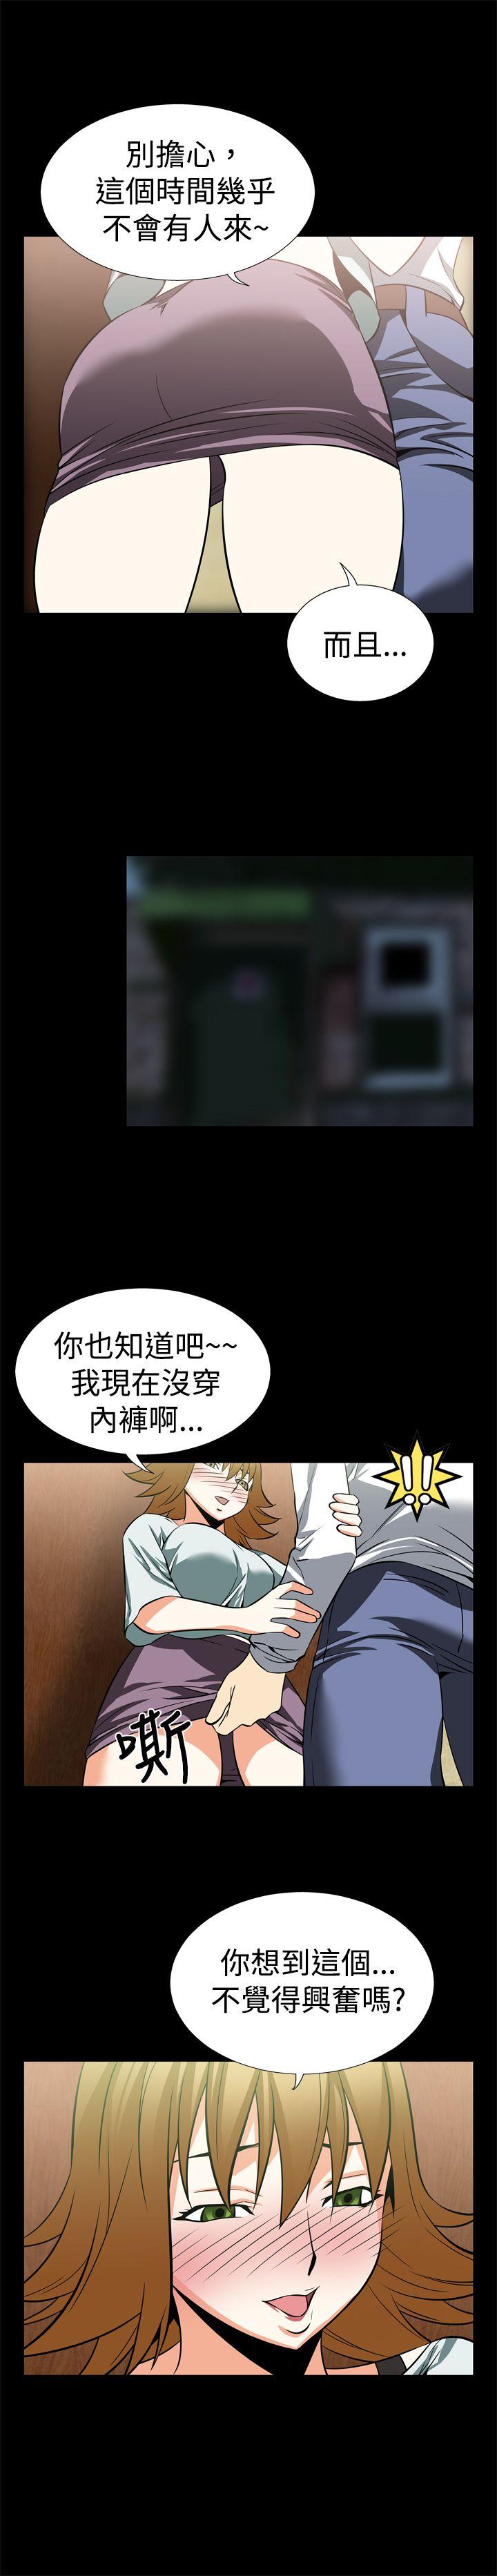 別擔心，
這個時間幾乎
不會有人來~
而且...
你也知道吧~~
我現在沒穿
內褲啊...
!!!
嘶
你想到這個...
不覺得興奮嗎?